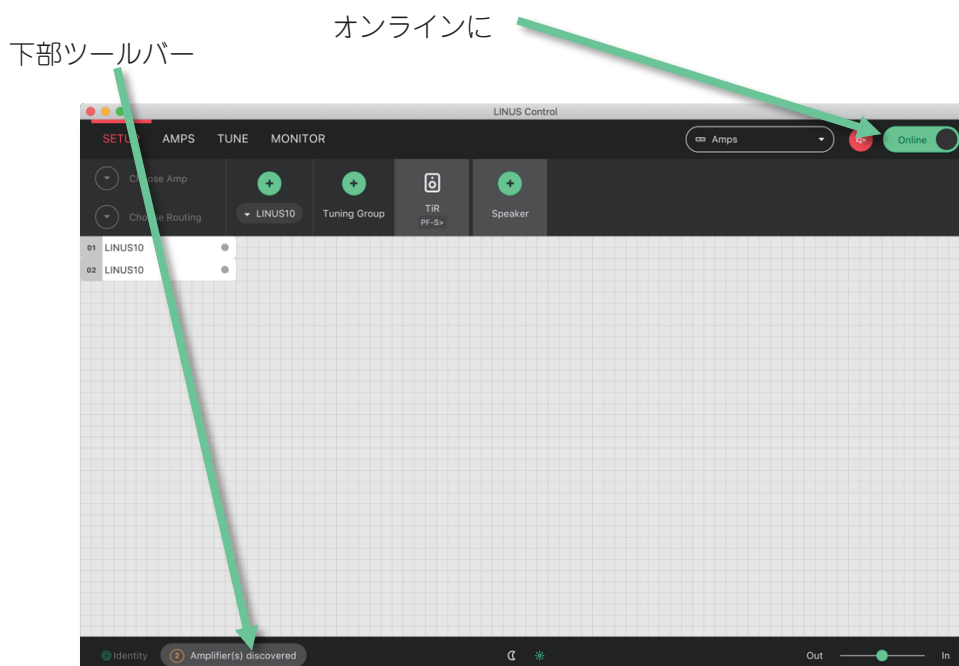 オンラインに
下部ツールバー
LINUS Control
SETUP AMPS TUNE MONITOR
Amps
Online
Choose Amp
Choose Routing
LINUS10
Tuning Group
TiR
PF-S>
Speaker
01 LINUS10
02 LINUS10
Identity
2 Amplifier(s) discovered
Out
In